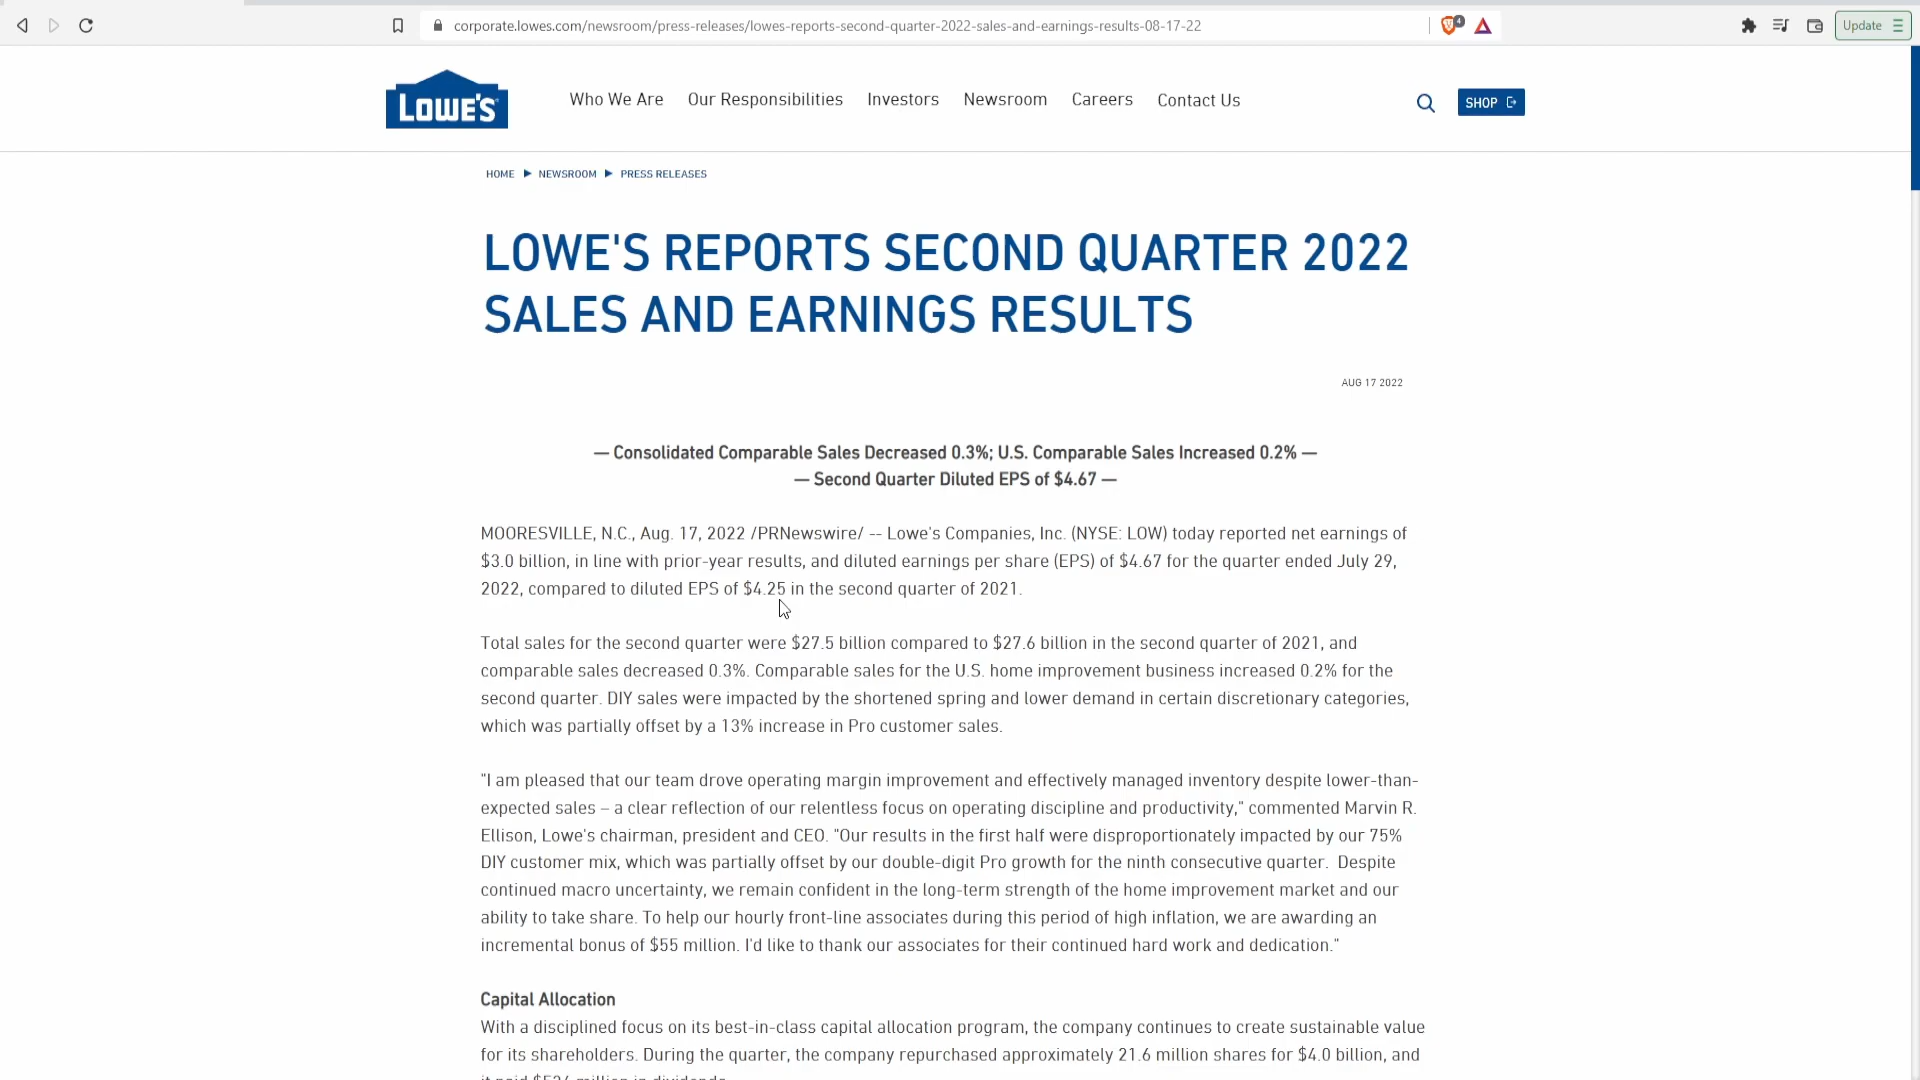 corporate.lowes.com/newsroom/press-releases/lowes-reports-second-quarter-2022-sales-and-earnings-results-08-17-22
4
Update
LOWE'S
Who We Are
Our Responsibilities
Investors
Newsroom
Careers
Contact Us
SHOP
HOME
NEWSROOM
PRESS RELEASES
LOWE'S REPORTS SECOND QUARTER 2022
SALES AND EARNINGS RESULTS
AUG 17 2022
— Consolidated Comparable Sales Decreased 0.3%; U.S. Comparable Sales Increased 0.2% —
— Second Quarter Diluted EPS of $4.67 —
MOORESVILLE, N.C., Aug. 17, 2022 /PRNewswire/ -- Lowe's Companies, Inc. (NYSE: LOW) today reported net earnings of
$3.0 billion, in line with prior-year results, and diluted earnings per share (EPS) of $4.67 for the quarter ended July 29,
2022, compared to diluted EPS of $4.25 in the second quarter of 2021.
Total sales for the second quarter were $27.5 billion compared to $27.6 billion in the second quarter of 2021, and
comparable sales decreased 0.3%. Comparable sales for the U.S. home improvement business increased 0.2% for the
second quarter. DIY sales were impacted by the shortened spring and lower demand in certain discretionary categories,
which was partially offset by a 13% increase in Pro customer sales.
"I am pleased that our team drove operating margin improvement and effectively managed inventory despite lower-than-
expected sales – a clear reflection of our relentless focus on operating discipline and productivity," commented Marvin R.
Ellison, Lowe's chairman, president and CEO. "Our results in the first half were disproportionately impacted by our 75%
DIY customer mix, which was partially offset by our double-digit Pro growth for the ninth consecutive quarter.  Despite
continued macro uncertainty, we remain confident in the long-term strength of the home improvement market and our
ability to take share. To help our hourly front-line associates during this period of high inflation, we are awarding an
incremental bonus of $55 million. I'd like to thank our associates for their continued hard work and dedication."
Capital Allocation
With a disciplined focus on its best-in-class capital allocation program, the company continues to create sustainable value
for its shareholders. During the quarter, the company repurchased approximately 21.6 million shares for $4.0 billion, and